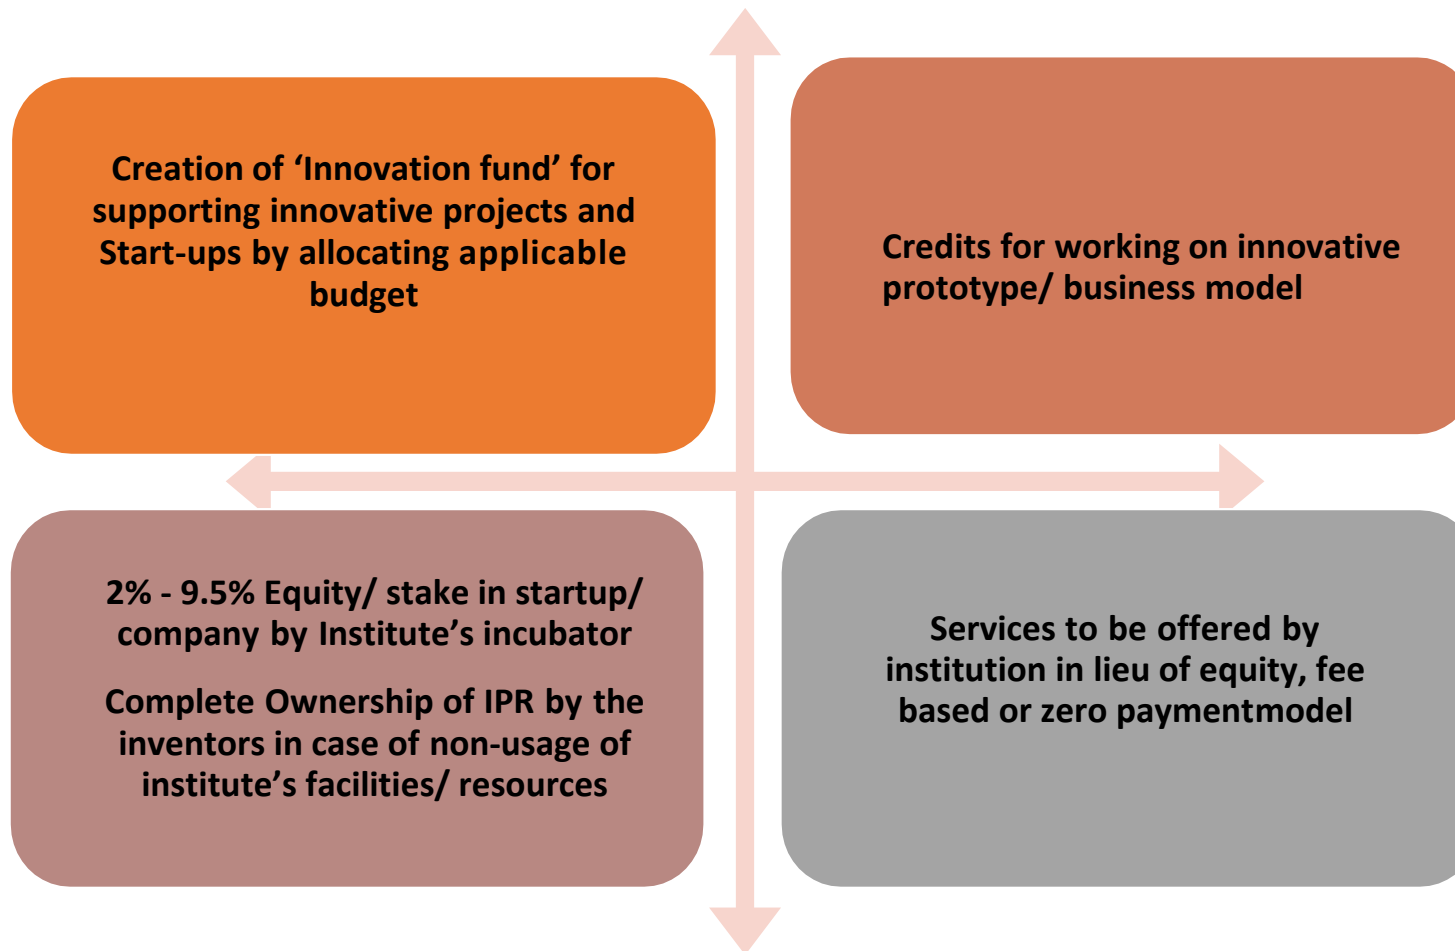 Creation of ‘Innovation fund’ for
supporting innovative projects and
Start-ups by allocating applicable
budget
Credits for working on innovative
prototype/ business model
2% - 9.5% Equity/ stake in startup/
company by Institute’s incubator
Complete Ownership of IPR by the
inventors in case of non-usage of
institute’s facilities/ resources
Services to be offered by
institution in lieu of equity, fee
based or zero paymentmodel